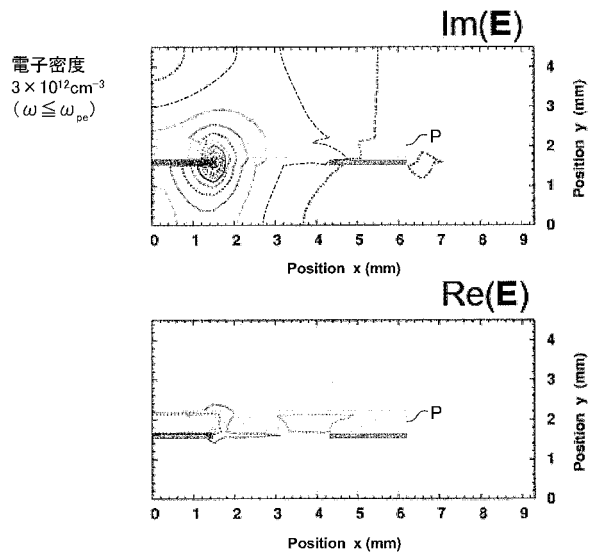 Im(E)
電子密度
3×10¹²cm⁻³
(ω≦ωpe)
P
4
3
2
1
0
Position y (mm)
0 1 2 3 4 5 6 7 8 9
Position x (mm)
Re(E)
P
4
3
2
1
0
Position y (mm)
0 1 2 3 4 5 6 7 8 9
Position x (mm)